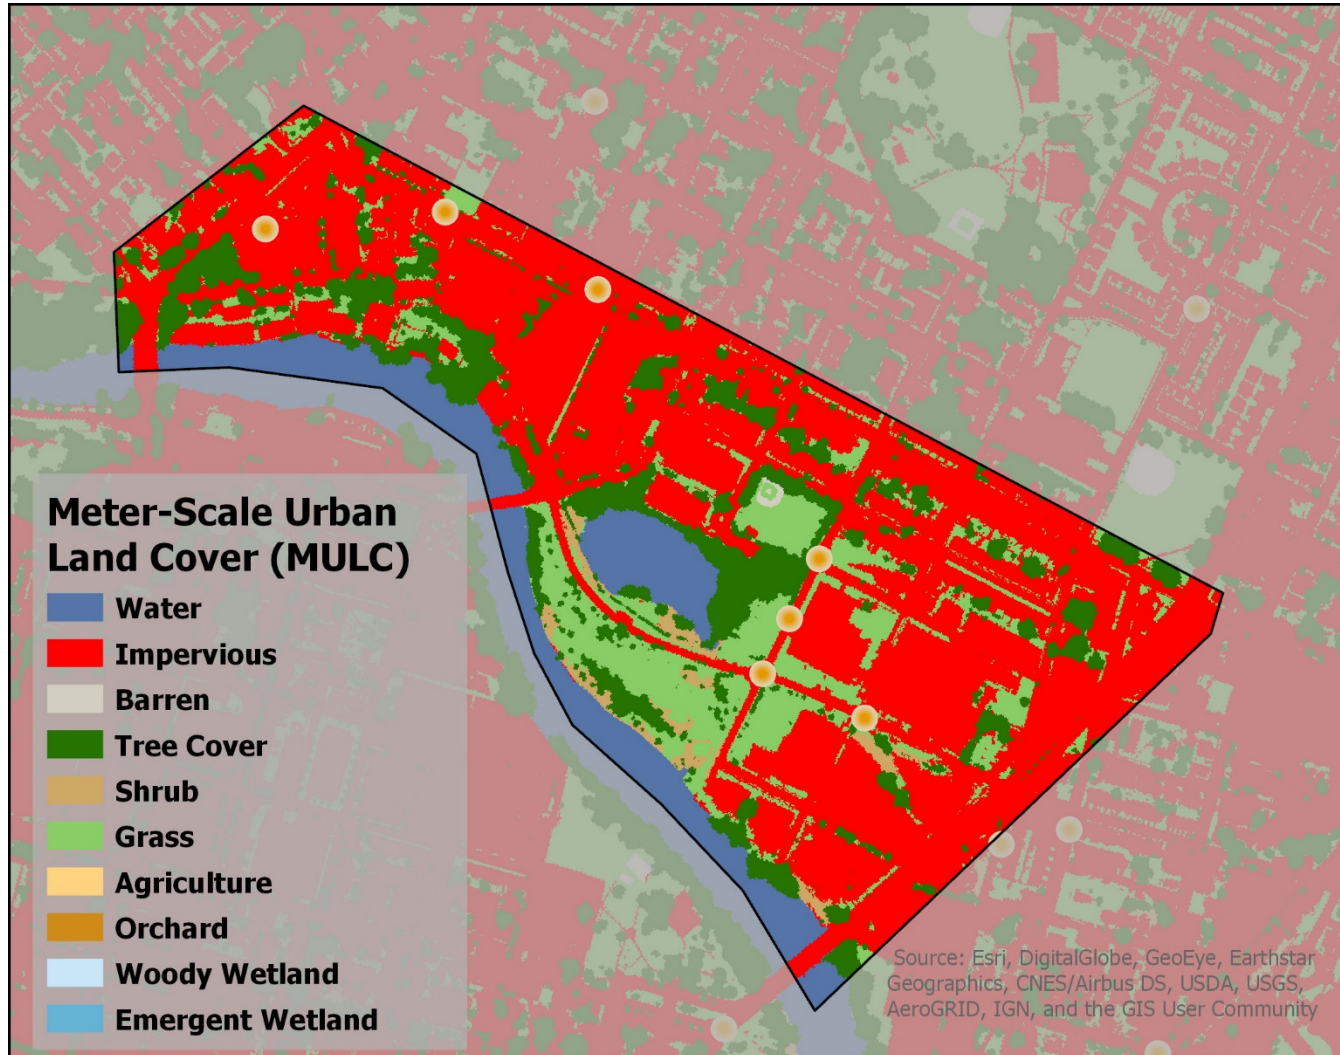 Meter-Scale Urban
Land Cover (MULC)
Water
Impervious
Barren
Tree Cover
Shrub
Grass
Agriculture
Orchard
Woody Wetland
Emergent Wetland
Source: Esri, DigitalGlobe, GeoEye, Earthstar
Geographics, CNES/Airbus DS, USDA, USGS,
AeroGRID, IGN, and the GIS User Community